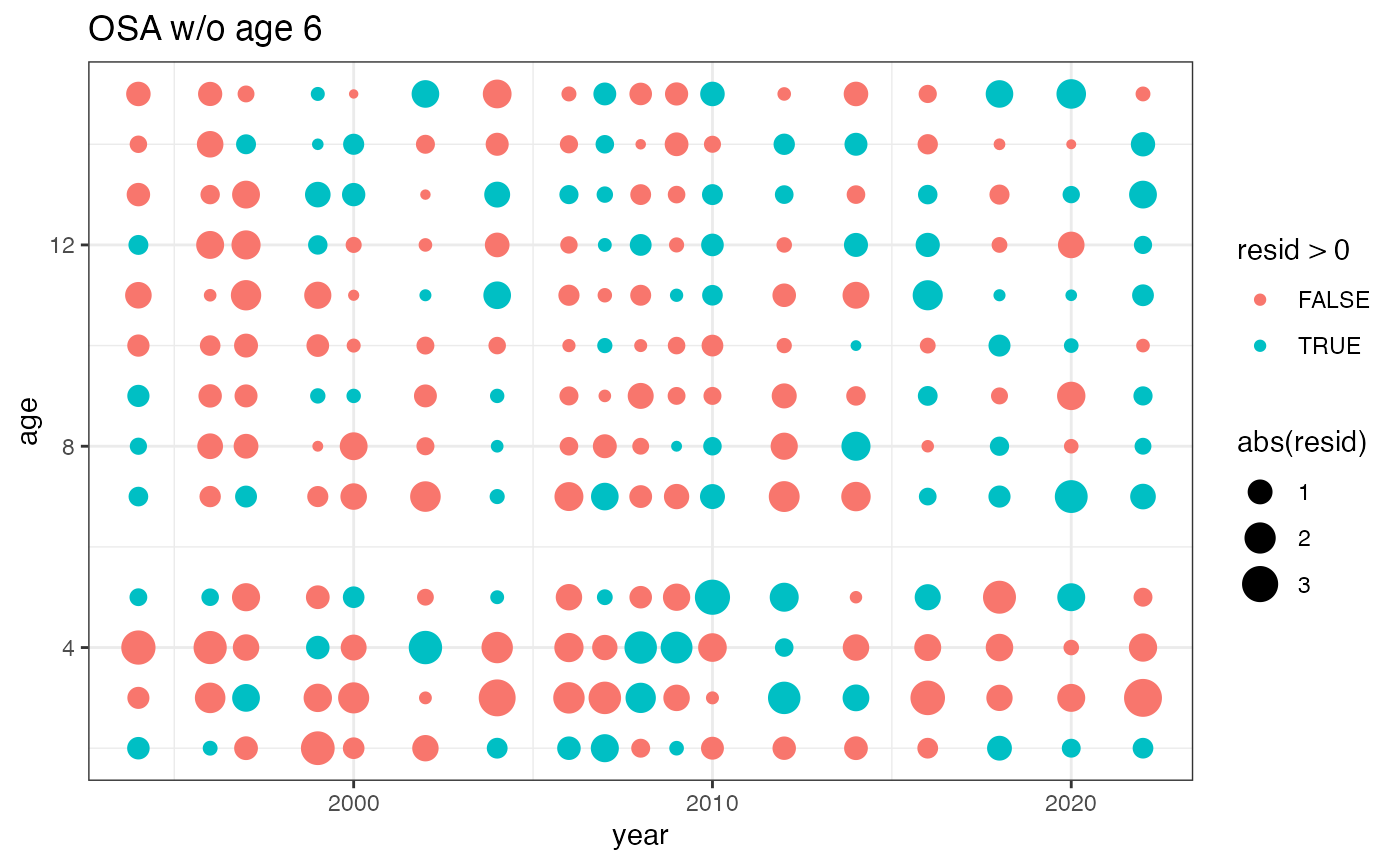 OSA w/o age 6
12
8
4
age
2000 2010 2020
year
resid > 0
FALSE
TRUE
abs(resid)
1
2
3